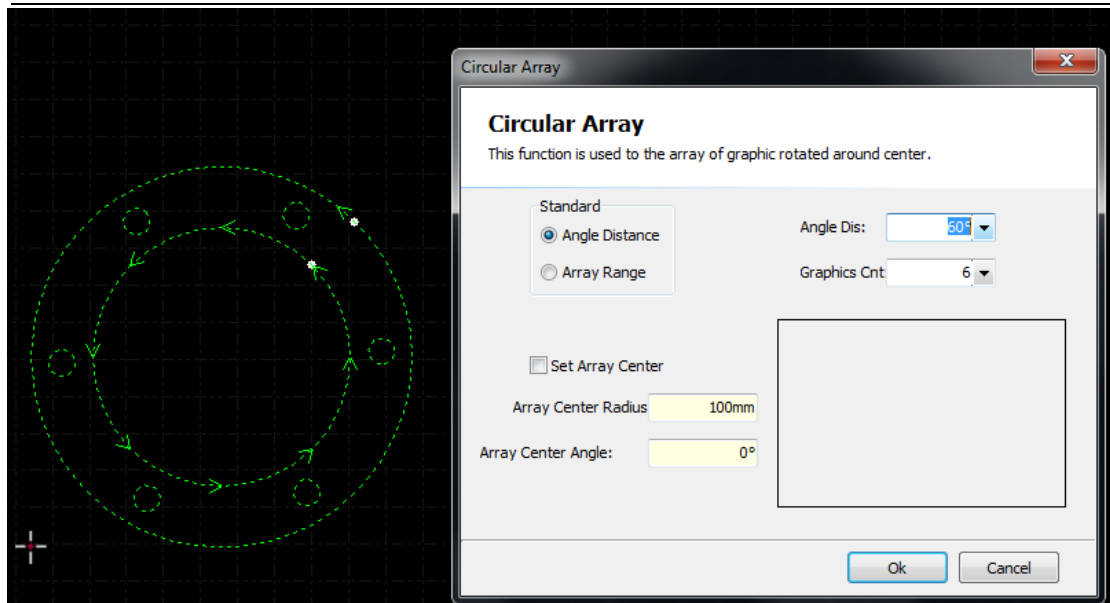 Circular Array
Circular Array
This function is used to the array of graphic rotated around center.
Standard
Angle Distance
Array Range
Angle Dis: 60°
Graphics Cnt 6
Set Array Center
Array Center Radius 100mm
Array Center Angle: 0°
Ok Cancel